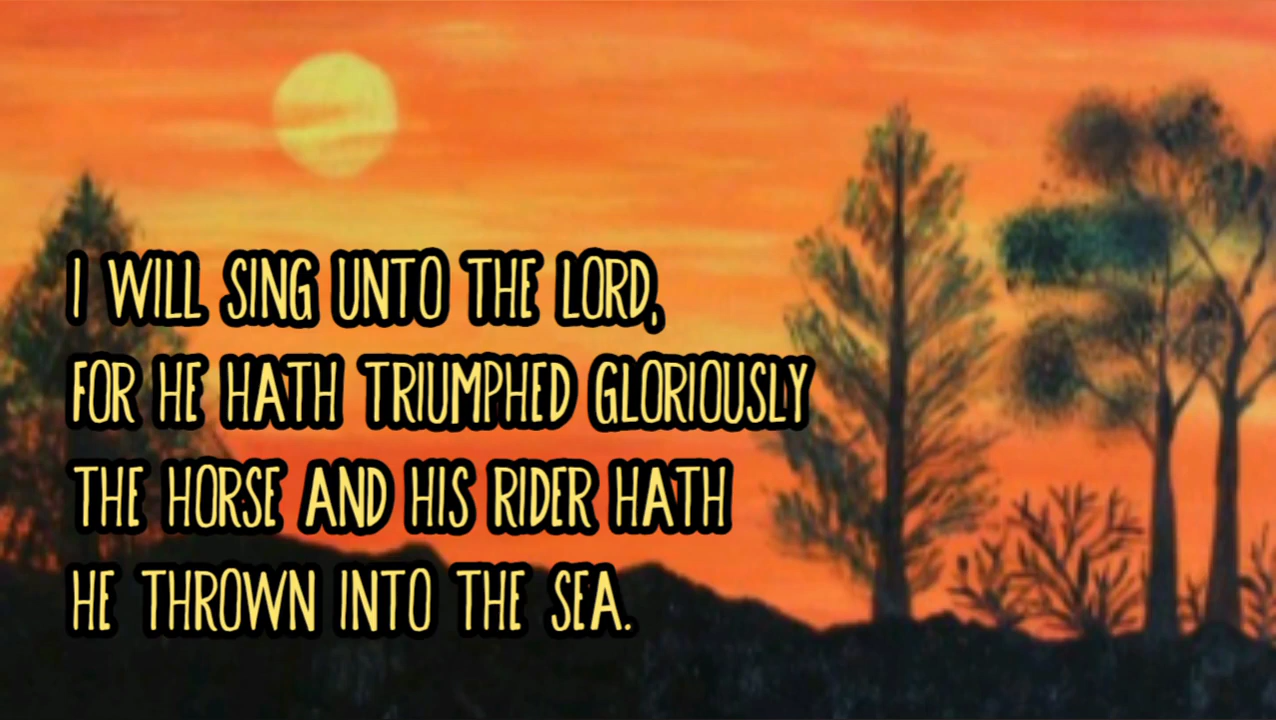 I WILL SING UNTO THE LORD,
FOR HE HATH TRIUMPHED GLORIOUSLY
THE HORSE AND HIS RIDER HATH
HE THROWN INTO THE SEA.